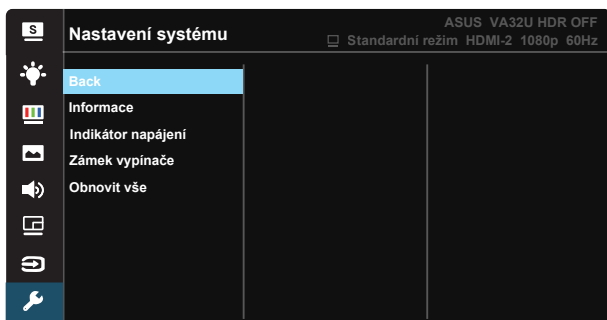 S
Nastavení systému
ASUS VA32U HDR OFF
Standardní režim HDMI-2 1080p 60Hz
Back
Informace
Indikátor napájení
Zámek vypínače
Obnovit vše